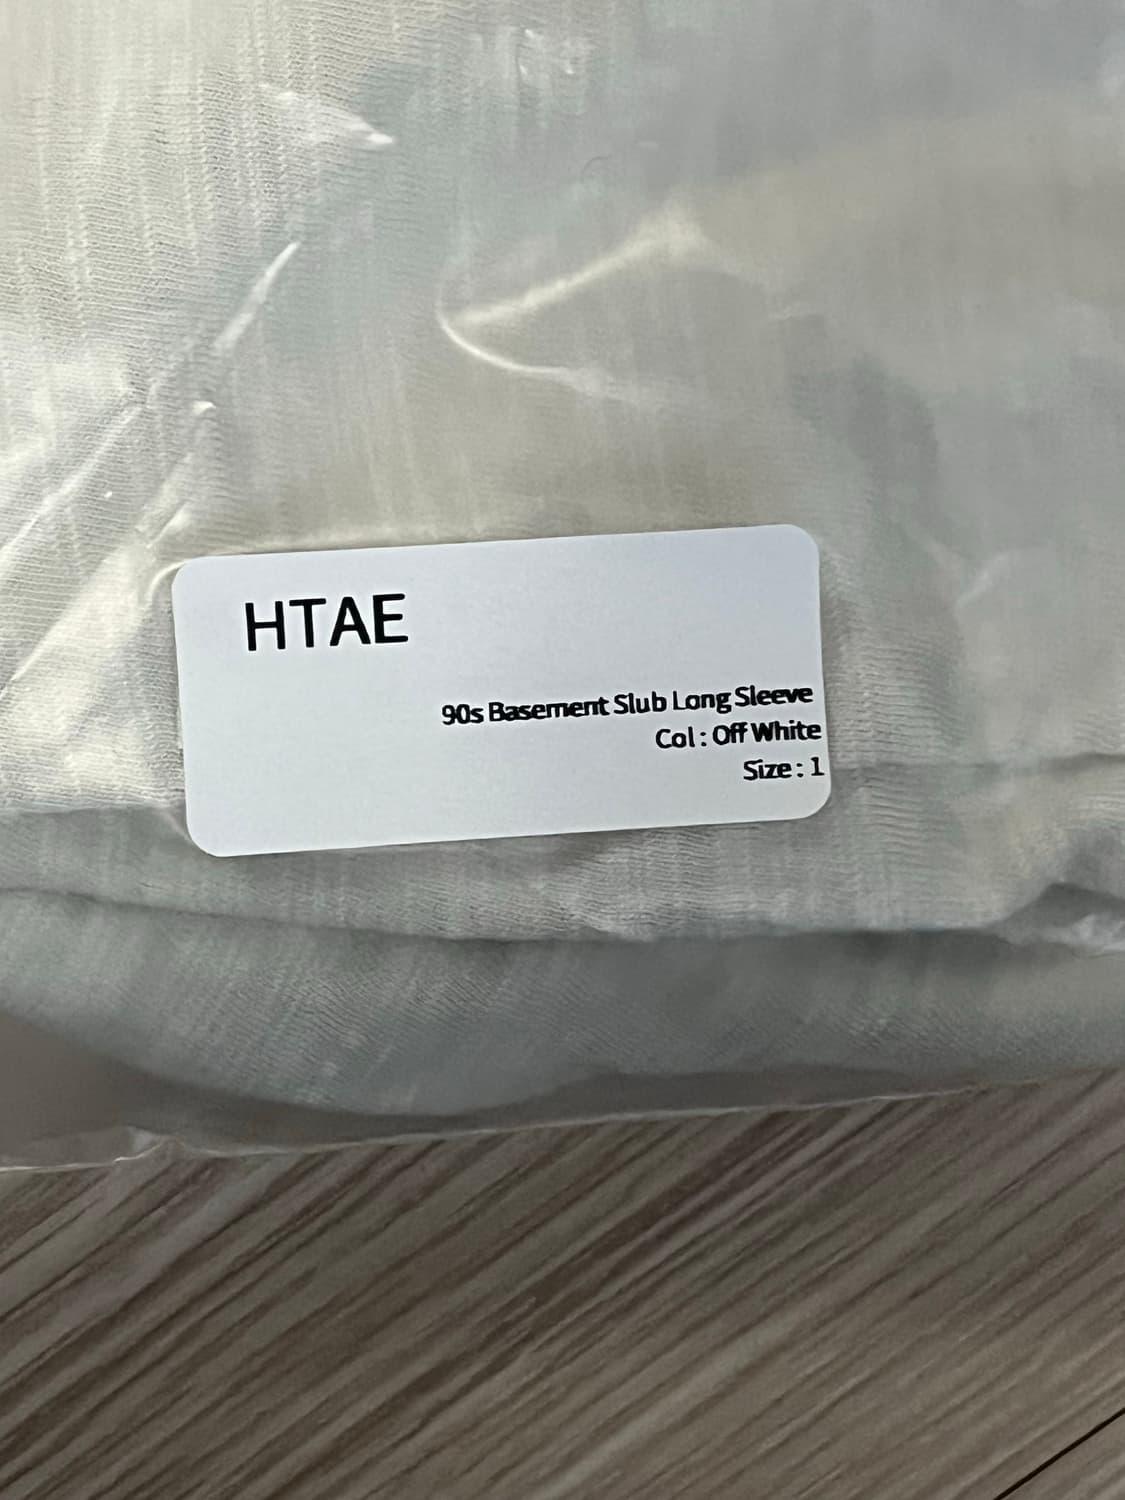 HTAE
90s Basement Slub Long Sleeve
Col : Off White
Size : 1